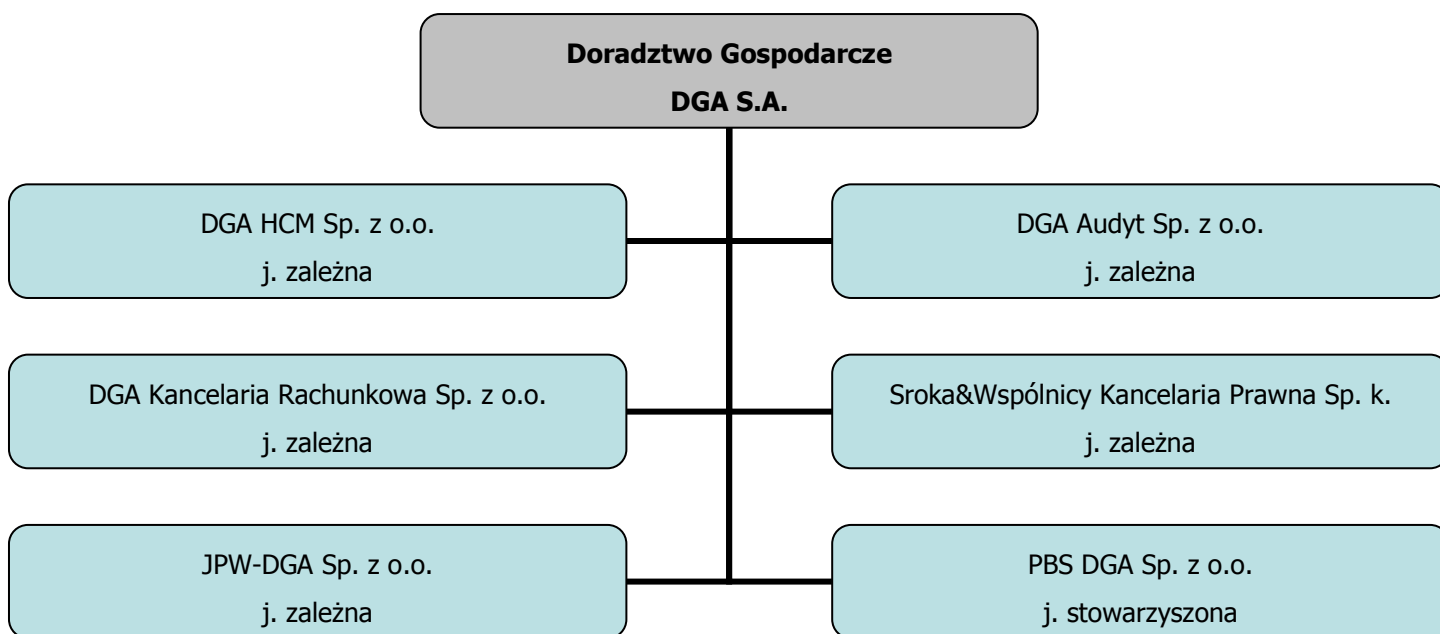 Doradztwo Gospodarcze
DGA S.A.
DGA HCM Sp. z o.o.
j. zależna
DGA Audyt Sp. z o.o.
j. zależna
DGA Kancelaria Rachunkowa Sp. z o.o.
j. zależna
Sroka&Wspólnicy Kancelaria Prawna Sp. k.
j. zależna
JPW-DGA Sp. z o.o.
j. zależna
PBS DGA Sp. z o.o.
j. stowarzyszona